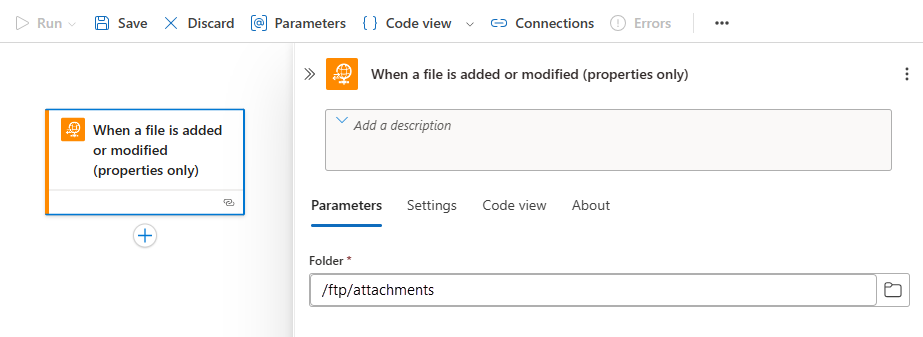 Run Save Discard Parameters { } Code view Connections Errors ...
When a file is added or modified (properties only)
Add a description
When a file is added
or modified
(properties only)
Parameters Settings Code view About
Folder *
/ftp/attachments